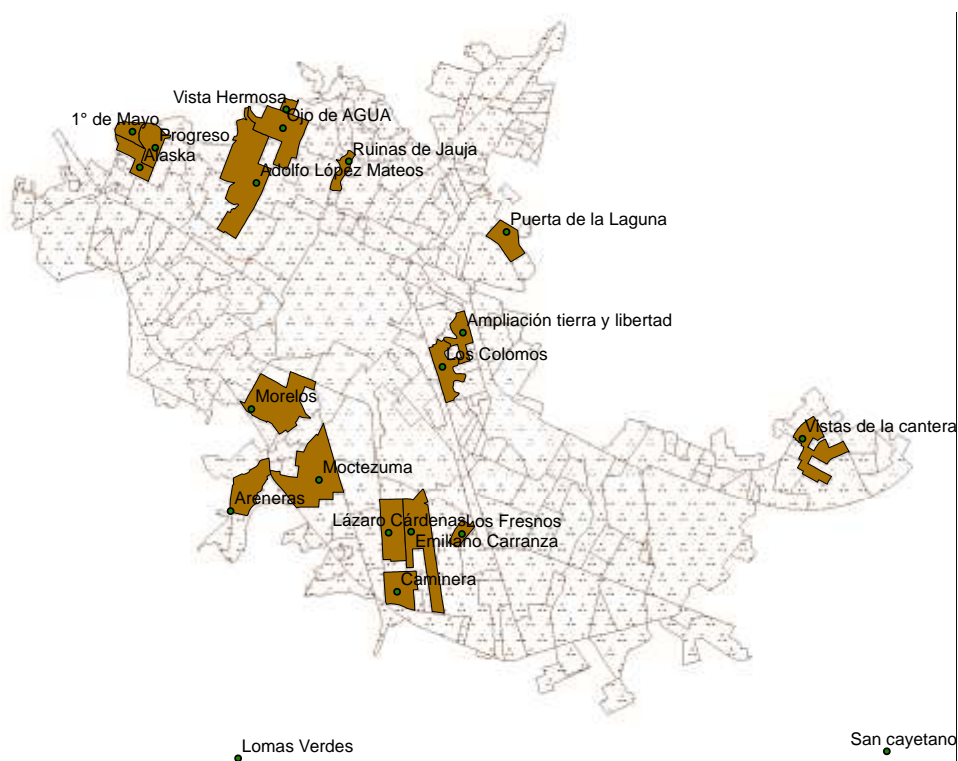 Vista Hermosa
Ojo de AGUA
1° de Mayo
Progreso
Alaska
Ruinas de Jauja
Adolfo López Mateos
Puerta de la Laguna
Ampliación tierra y libertad
Los Colomos
Morelos
Vistas de la cantera
Moctezuma
Areneras
Lázaro Cárdenas
Los Fresnos
Emiliano Carranza
Caminera
San cayetano
Lomas Verdes